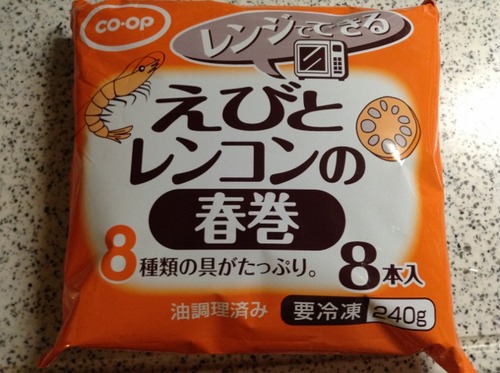 CO·OP
レンジでできる
えびと
レンコンの
春巻
8種類の具がたっぷり。
8本入
油調理済み
要冷凍 240g